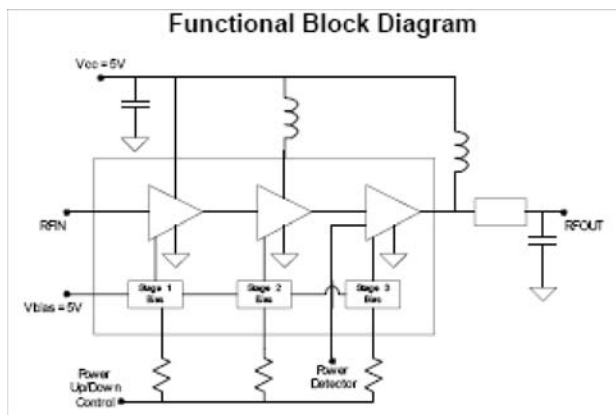 Functional Block Diagram
Vcc = 5V
RFIN
RFOUT
Stage 1
Bias
Stage 2
Bias
Stage 3
Bias
Vbias = 5V
Power
Up/Down
Control
Power
Detector